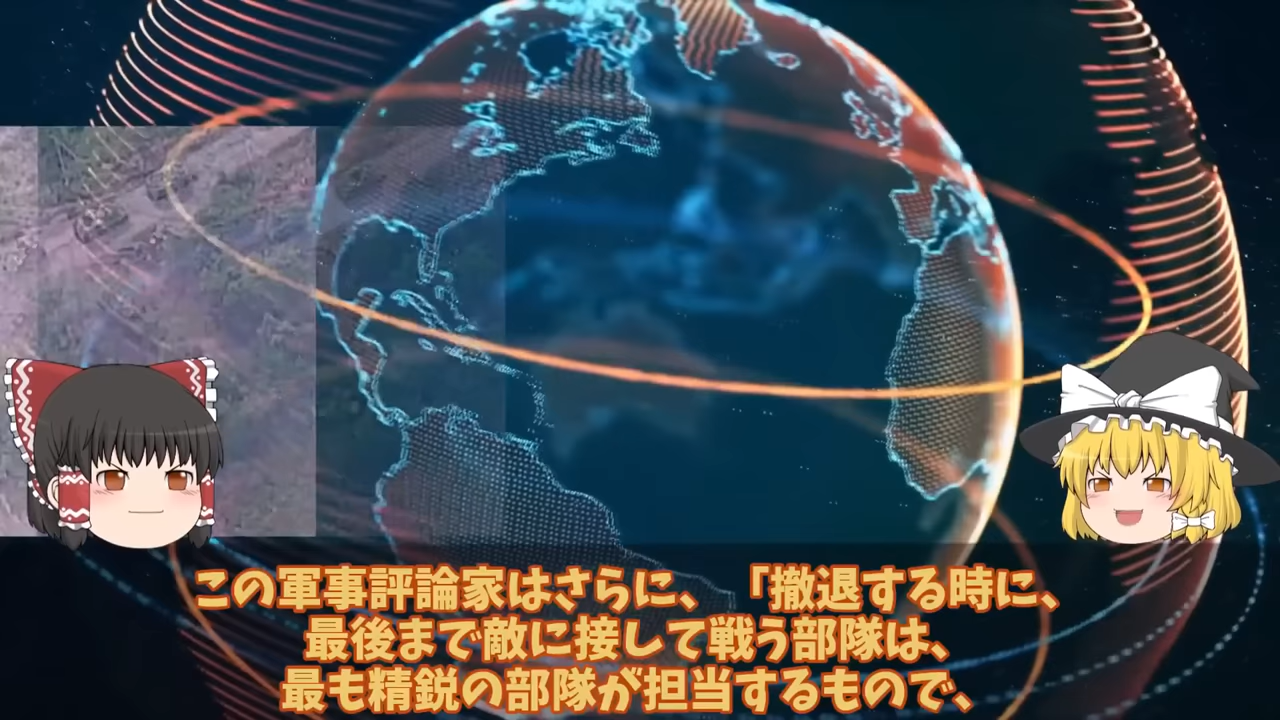 この軍事評論家はさらに、「撤退する時に、
最後まで敵に接して戦う部隊は、
最も精鋭の部隊が担当するもので、